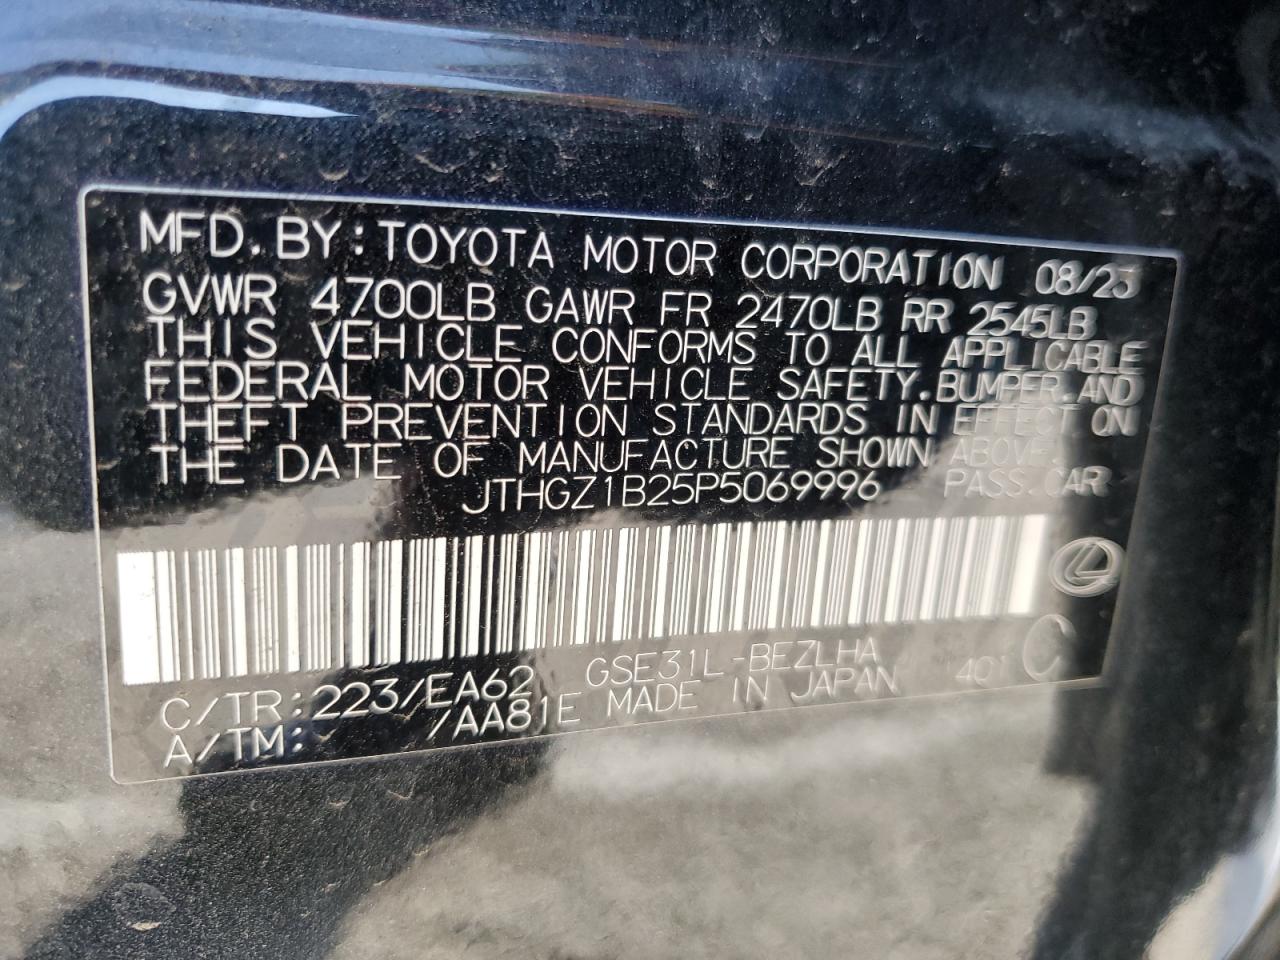 MFD. BY: TOYOTA MOTOR CORPORATION 08/23
GVWR 4700LB GAWR FR 2470LB RR 2545LB
THIS VEHICLE CONFORMS TO ALL APPLICABLE
FEDERAL MOTOR VEHICLE SAFETY, BUMPER, AND
THEFT PREVENTION STANDARDS IN EFFECT ON
THE DATE OF MANUFACTURE SHOWN ABOVE.
JTHGZ1B25P5069996 PASS. CAR
C/TR: 223/EA62 GSE31L-BEZLHA
A/TM: /AA81E MADE IN JAPAN 401 C